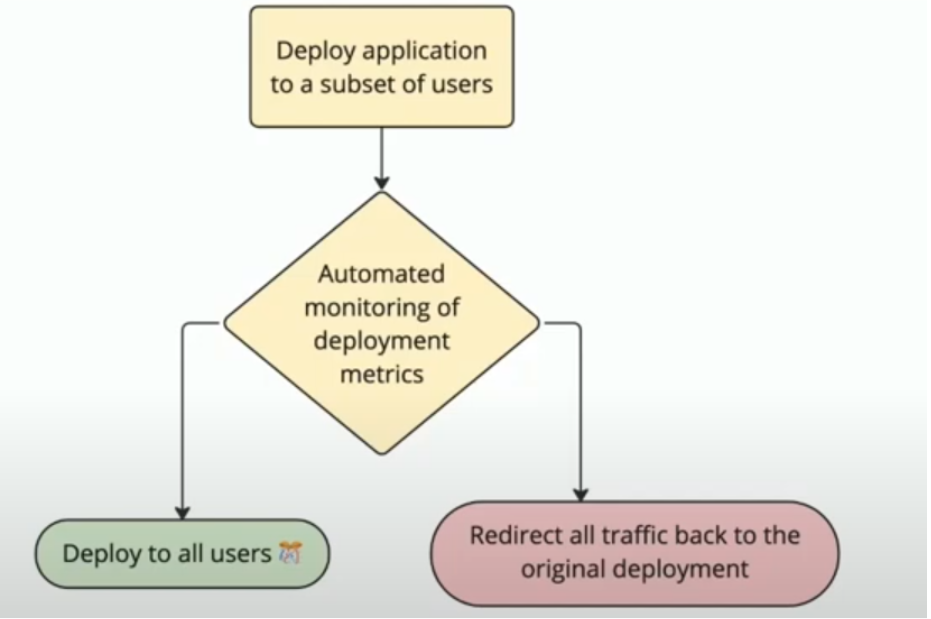 Deploy application
to a subset of users
Automated
monitoring of
deployment
metrics
Deploy to all users
Redirect all traffic back to the
original deployment